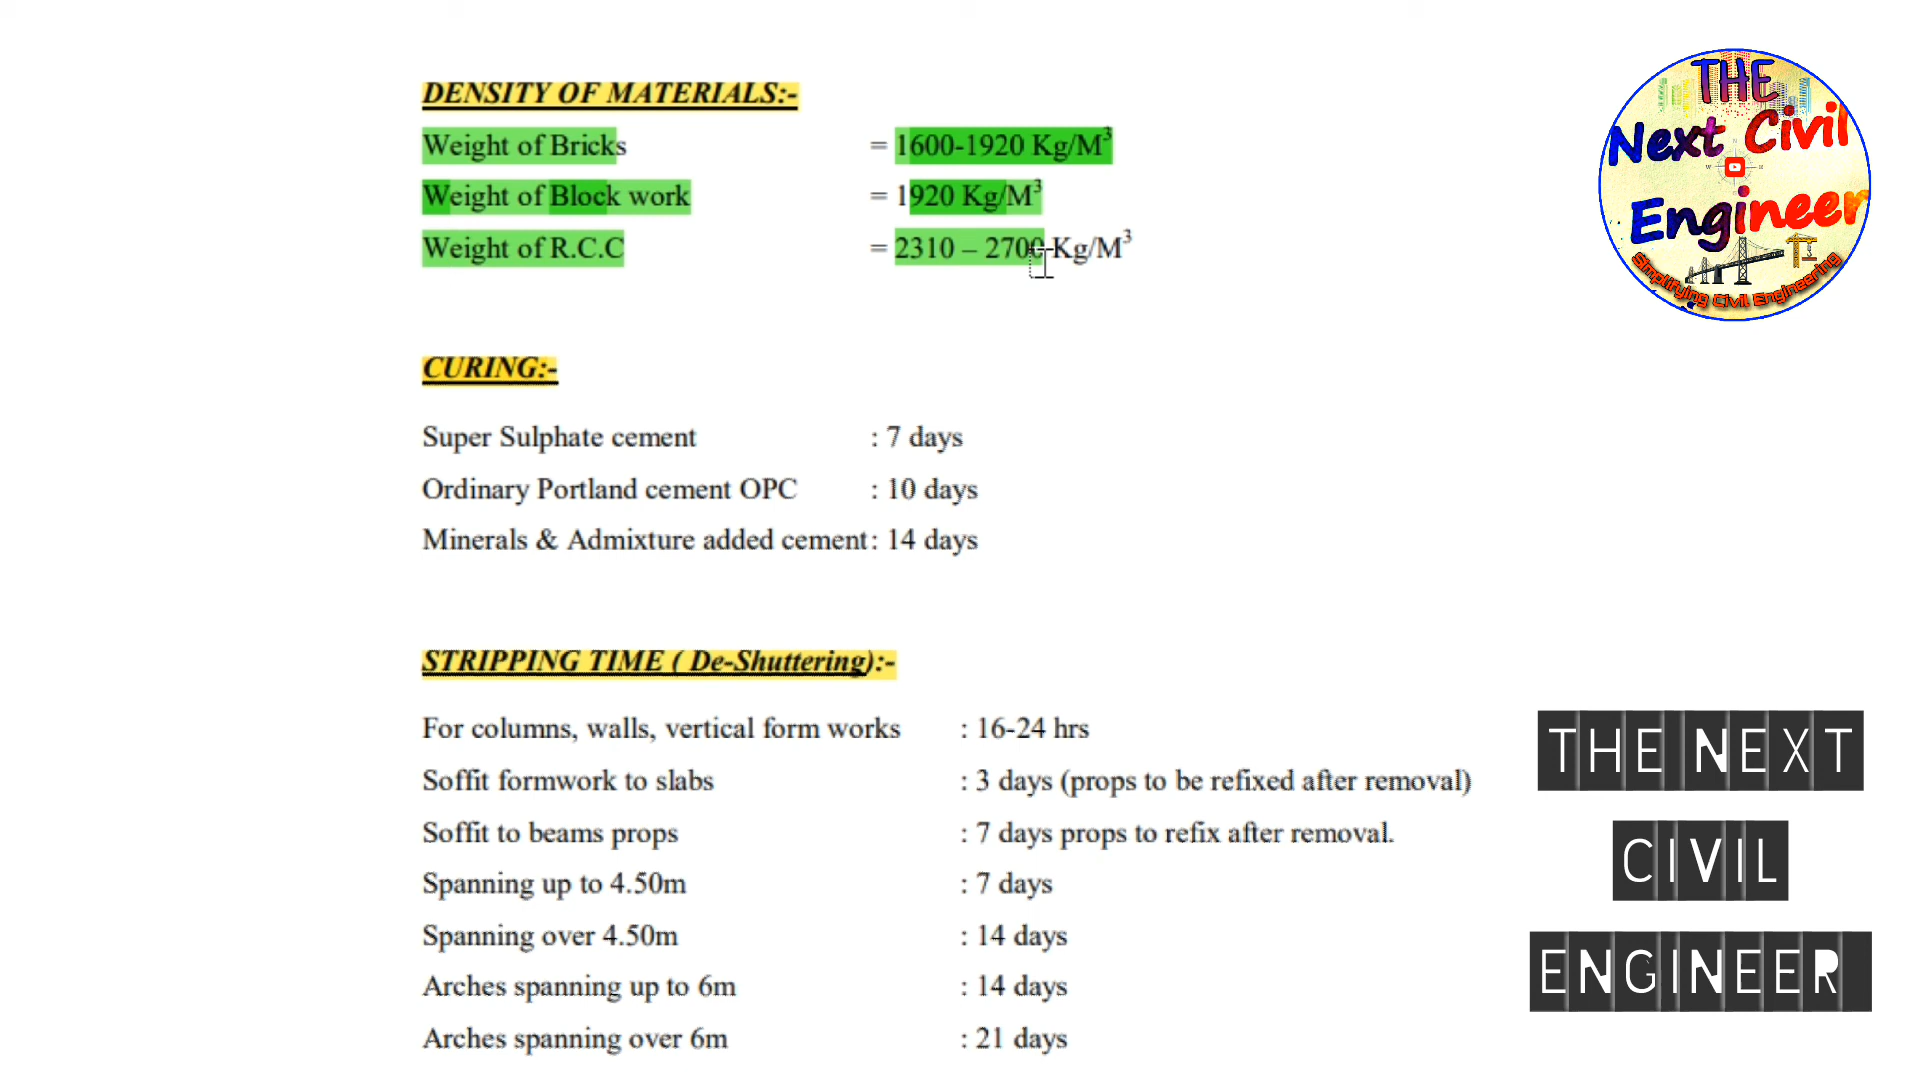 DENSITY OF MATERIALS:-
Weight of Bricks = 1600-1920 Kg/M³
Weight of Block work = 1920 Kg/M³
Weight of R.C.C = 2310 – 2700 Kg/M³
CURING:-
Super Sulphate cement : 7 days
Ordinary Portland cement OPC : 10 days
Minerals & Admixture added cement : 14 days
STRIPPING TIME ( De-Shuttering):-
For columns, walls, vertical form works : 16-24 hrs
Soffit formwork to slabs : 3 days (props to be refixed after removal)
Soffit to beams props : 7 days props to refix after removal.
Spanning up to 4.50m : 7 days
Spanning over 4.50m : 14 days
Arches spanning up to 6m : 14 days
Arches spanning over 6m : 21 days
THE
Next Civil
Engineer
Simplifying Civil Engineering
THE NEXT
CIVIL
ENGINEER